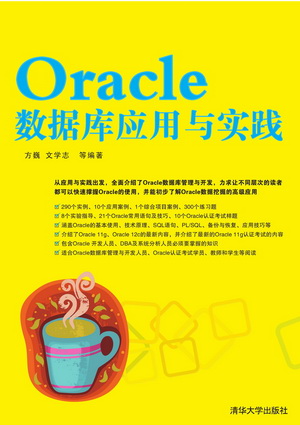 Oracle
数据库应用与实践
方巍 文学志 等编著
从应用与实践出发,全面介绍了Oracle数据库管理与开发,力求让不同层次的读者
都可以快速掌握Oracle的使用,并能初步了解Oracle数据挖掘的高级应用
290个实例、10个应用案例、1个综合项目案例、300个练习题
8个实验指导、21个Oracle常用语句及技巧、10个Oracle认证考试样题
涵盖Oracle的基本使用、技术原理、SQL语句、PL/SQL、备份与恢复、应用技巧等
介绍了Oracle 11g、Oracle 12c的最新内容,并介绍了最新的Oracle 11g认证考试的内容
包含Oracle 开发人员、DBA及系统分析人员必须要掌握的知识
适合Oracle数据库管理与开发人员、Oracle认证考试学员、教师和学生等阅读
清华大学出版社